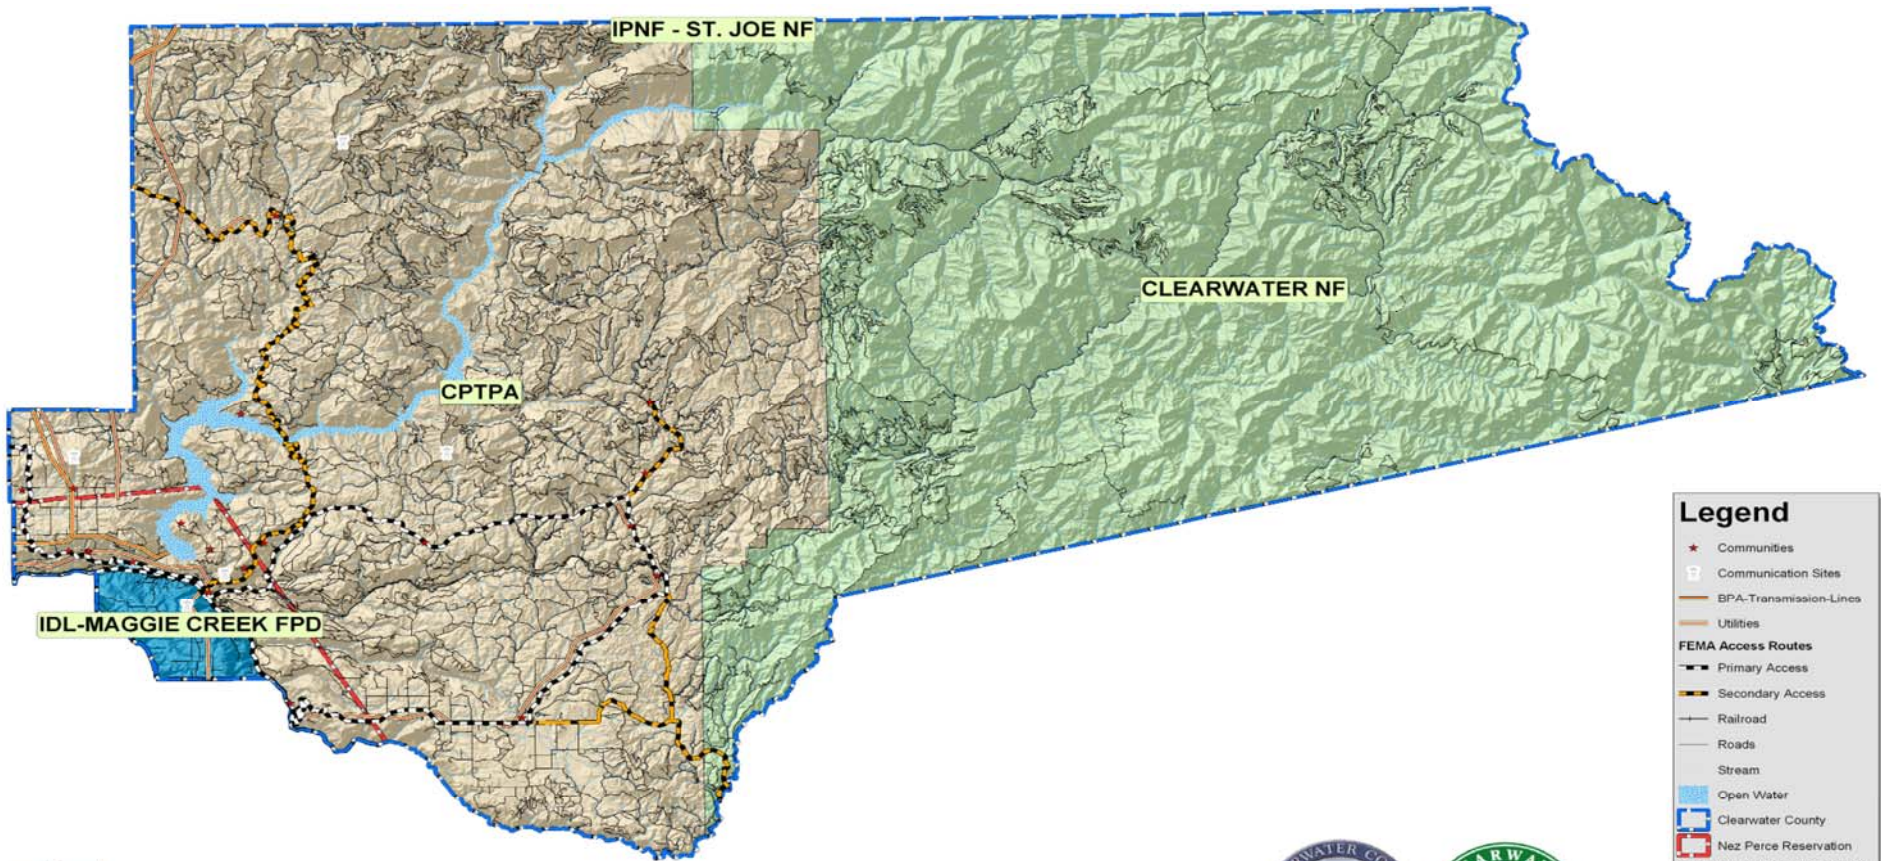 IPNF - ST. JOE NF
CLEARWATER NF
CPTPA
IDL-MAGGIE CREEK FPD
Legend
Communities
Communication Sites
BPA-Transmission-Lines
Utilities
FEMA Access Routes
Primary Access
Secondary Access
Railroad
Roads
Stream
Open Water
Clearwater County
Nez Perce Reservation